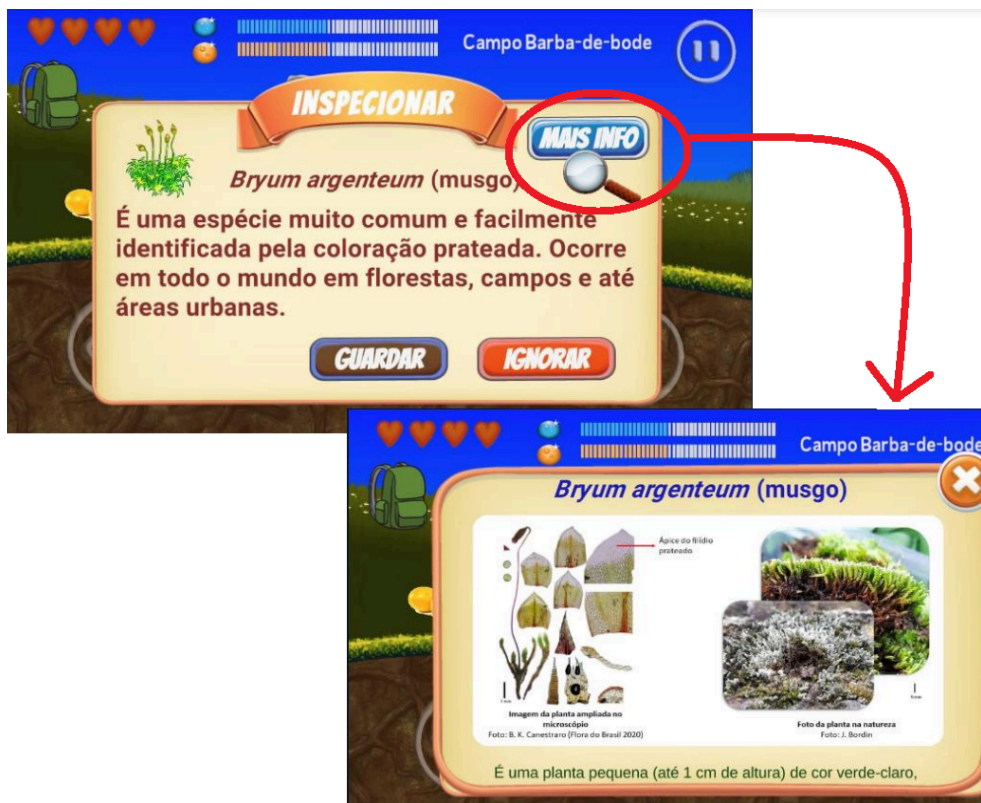 Campo Barba-de-bode
INSPECIONAR
MAIS INFO
Bryum argenteum (musgo)
É uma espécie muito comum e facilmente
identificada pela coloração prateada. Ocorre
em todo o mundo em florestas, campos e até
áreas urbanas.
GUARDAR
IGNORAR
Campo Barba-de-bode
Bryum argenteum (musgo)
Ápice do filídio
prateado
Imagem da planta ampliada no
microscópio
Foto: B. K. Canestraro (Flora do Brasil 2020)
Foto da planta na natureza
Foto: J. Bordin
É uma planta pequena (até 1 cm de altura) de cor verde-claro,